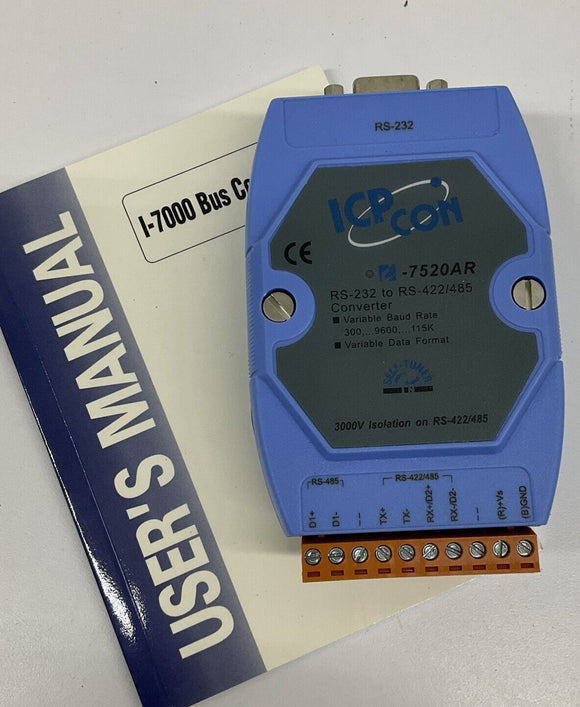 I-7000 Bus Co
USER'S MANUAL
RS-232
ICP CON
CE
-7520AR
RS-232 to RS-422/485
Converter
Variable Baud Rate
300,...9600,...115K
Variable Data Format
SELF-TUNER
3000V Isolation on RS-422/485
RS-485
RS-422/485
D1+
D1-
TX+
TX-
RX+/D2+
RX-/D2-
(R)+Vs
(B)GND